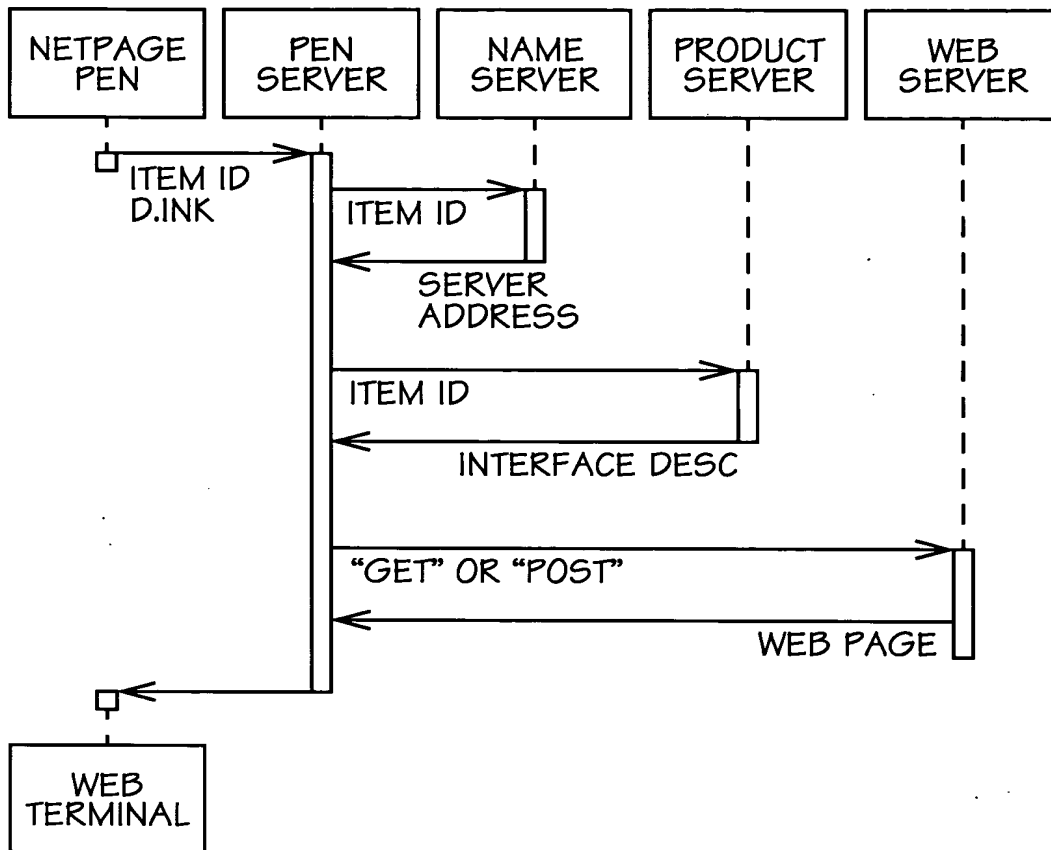 NETPAGE
PEN
PEN
SERVER
NAME
SERVER
PRODUCT
SERVER
WEB
SERVER
ITEM ID
D.INK
ITEM ID
SERVER
ADDRESS
ITEM ID
INTERFACE DESC
“GET” OR “POST”
WEB PAGE
WEB
TERMINAL